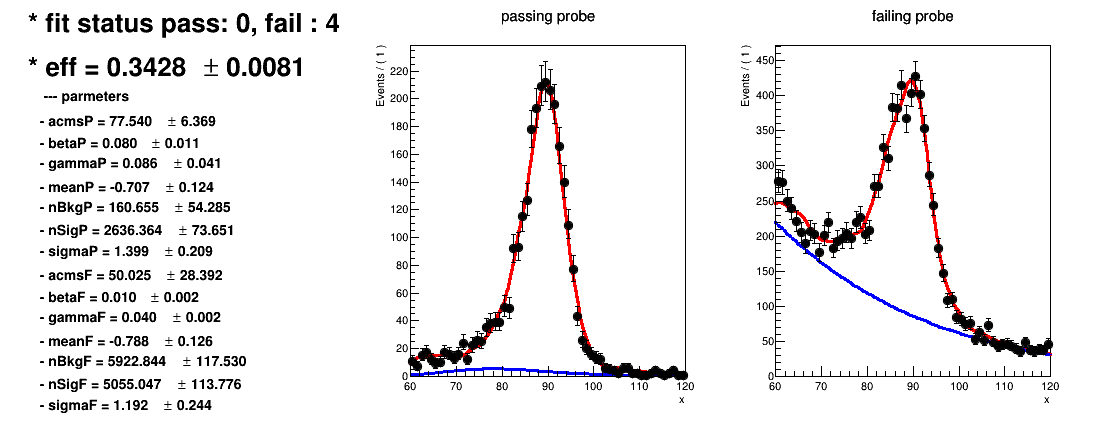 * fit status pass: 0, fail : 4
* eff = 0.3428 ± 0.0081
--- parmeters
- acmsP = 77.540 ± 6.369
- betaP = 0.080 ± 0.011
- gammaP = 0.086 ± 0.041
- meanP = -0.707 ± 0.124
- nBkgP = 160.655 ± 54.285
- nSigP = 2636.364 ± 73.651
- sigmaP = 1.399 ± 0.209
- acmsF = 50.025 ± 28.392
- betaF = 0.010 ± 0.002
- gammaF = 0.040 ± 0.002
- meanF = -0.788 ± 0.126
- nBkgF = 5922.844 ± 117.530
- nSigF = 5055.047 ± 113.776
- sigmaF = 1.192 ± 0.244
passing probe
Events / ( 1 )
220
200
180
160
140
120
100
80
60
40
20
0
60 70 80 90 100 110 120
x
failing probe
Events / ( 1 )
450
400
350
300
250
200
150
100
50
0
60 70 80 90 100 110 120
x